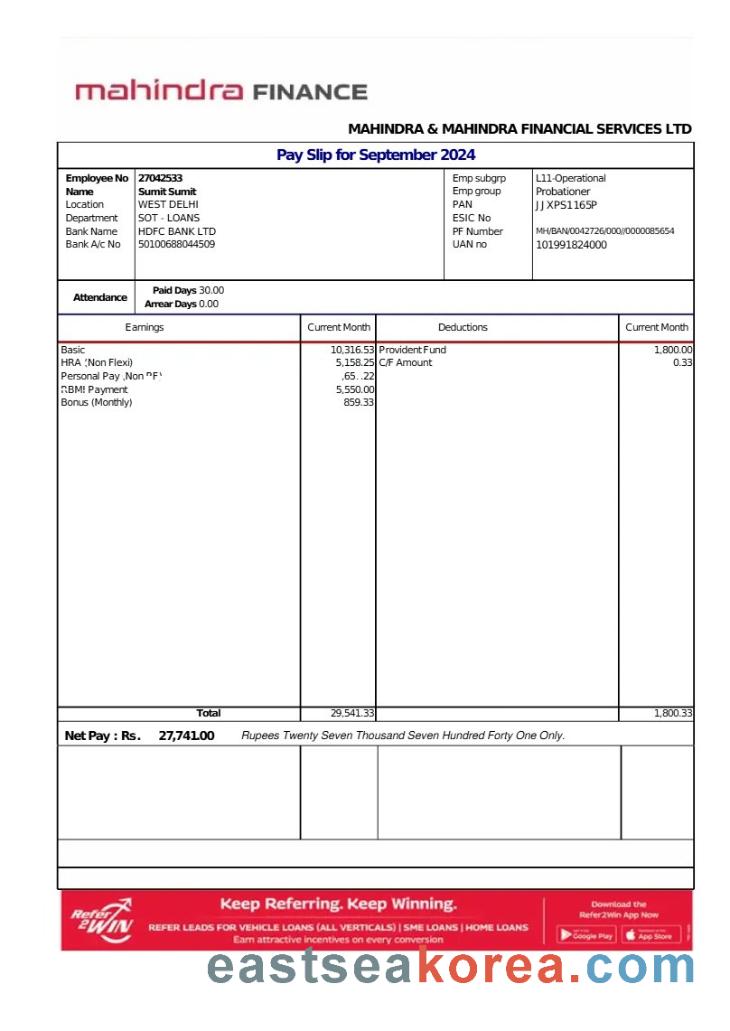 mahindra FINANCE
MAHINDRA & MAHINDRA FINANCIAL SERVICES LTD
Pay Slip for September 2024
Employee No 27042533 Emp subgrp L11-Operational
Name Sumit Sumit Emp group Probationer
Location WEST DELHI PAN JJXPS1165P
Department SOT - LOANS ESIC No
Bank Name HDFC BANK LTD PF Number MH/BAN/0042726/000//0000085654
Bank A/c No 50100688044509 UAN no 101991824000
Attendance
Paid Days 30.00
Arrear Days 0.00
Earnings Current Month Deductions Current Month
Basic 10,316.53 Provident Fund 1,800.00
HRA (Non Flexi) 5,158.25 C/F Amount 0.33
Personal Pay
Payment 5,550.00
Bonus (Monthly) 859.33
Total 29,541.33 1,800.33
Net Pay : Rs. 27,741.00 Rupees Twenty Seven Thousand Seven Hundred Forty One Only.
Refer 2 WIN
Keep Referring. Keep Winning.
REFER LEADS FOR VEHICLE LOANS (ALL VERTICALS) | SME LOANS | HOME LOANS
Earn attractive incentives on every conversion
Download the
Refer2Win App Now
Google Play App Store
eastseakorea.com